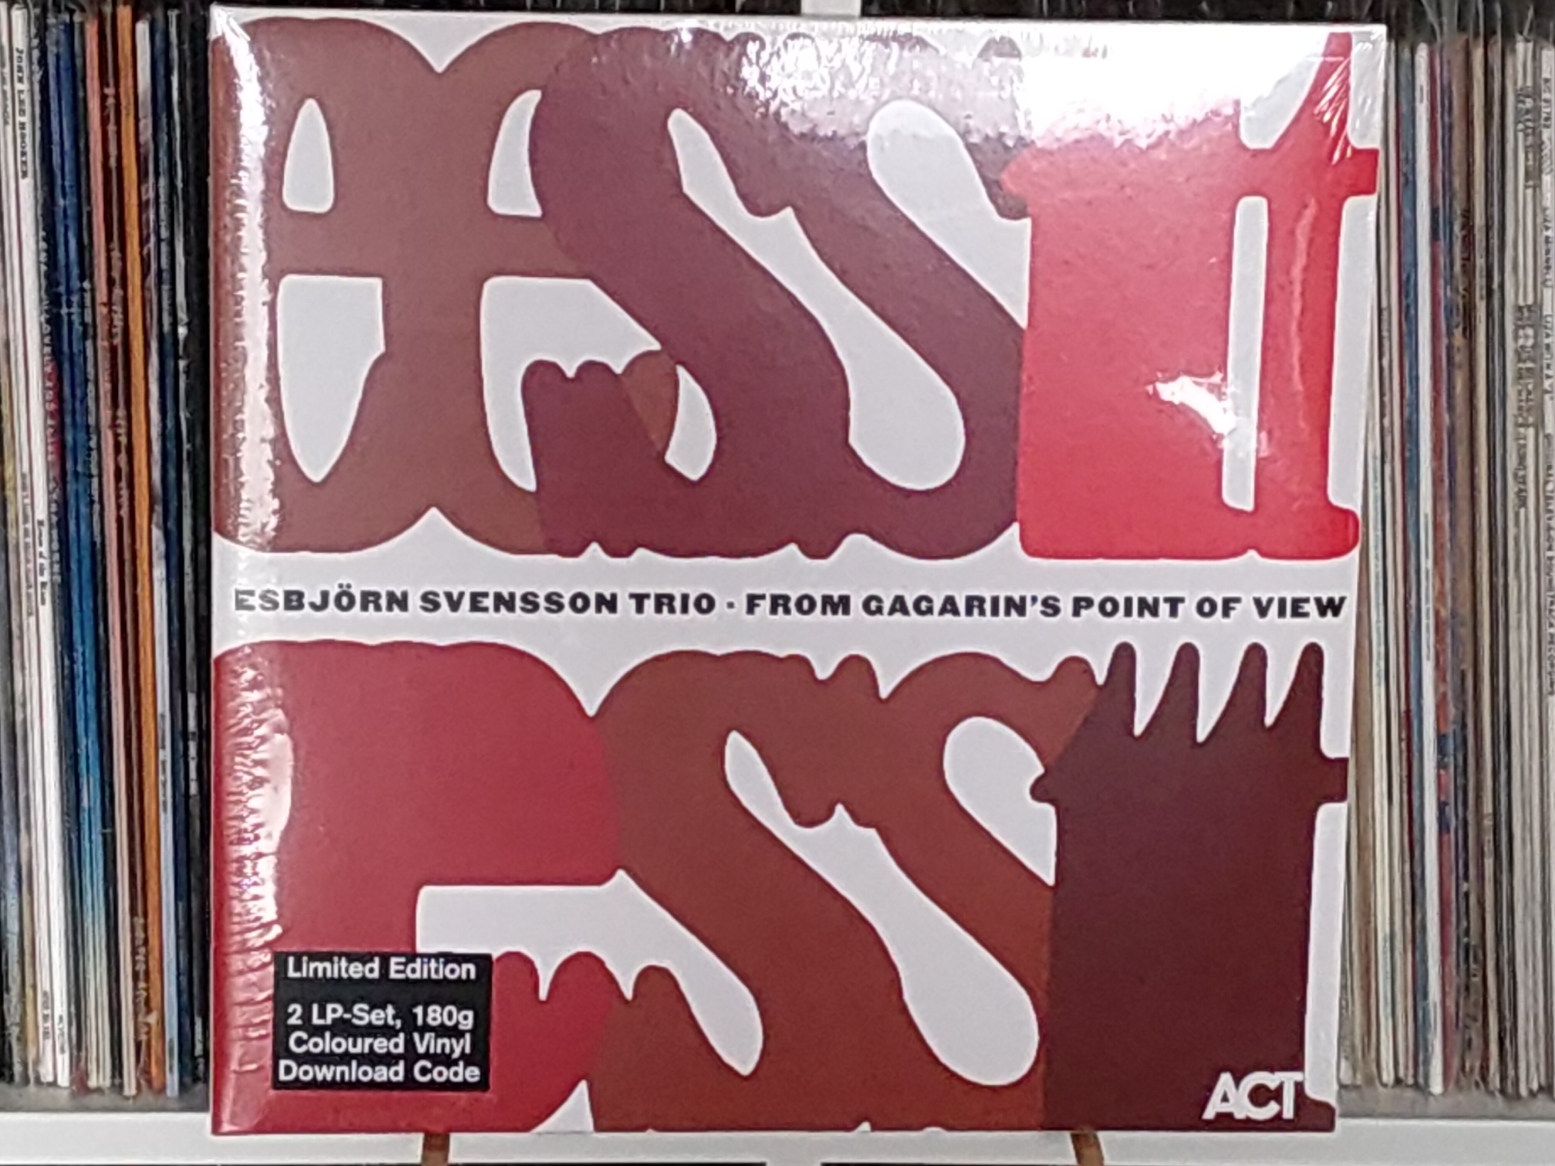 ESBJÖRN SVENSSON TRIO · FROM GAGARIN'S POINT OF VIEW
Limited Edition
2 LP-Set, 180g
Coloured Vinyl
Download Code
ACT